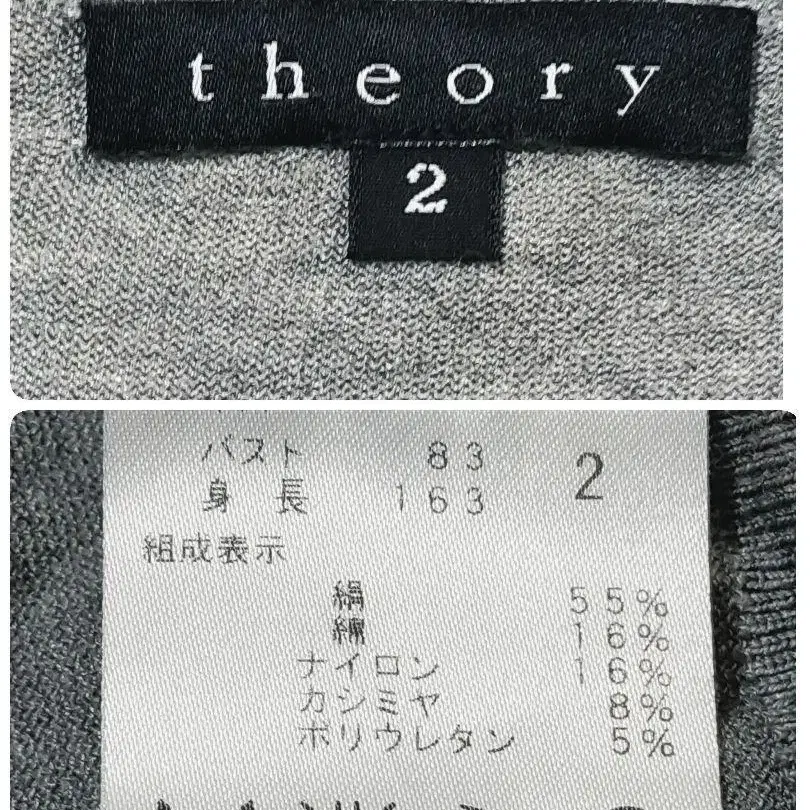 theory
2
バスト 83
身長 163 2
組成表示
絹 55%
綿 16%
ナイロン 16%
カシミヤ 8%
ポリウレタン 5%